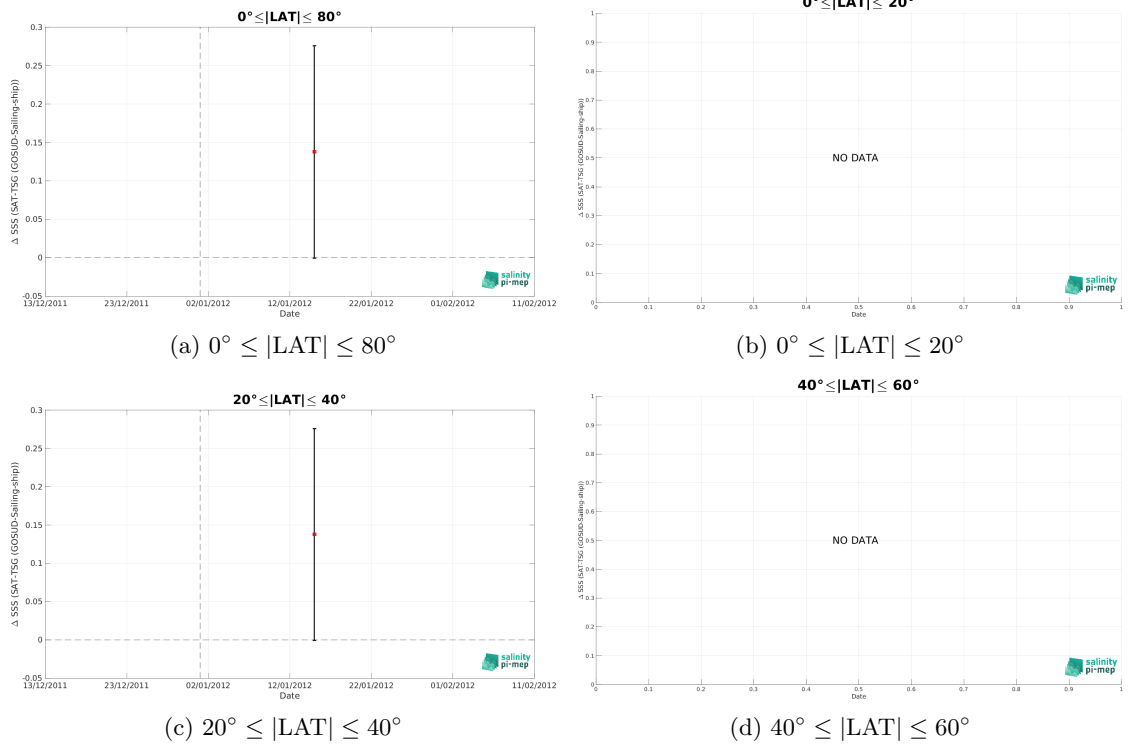 0°≤|LAT|≤ 80°
Δ SSS (SAT-TSG (GOSUD-Sailing-ship))
0.3
0.25
0.2
0.15
0.1
0.05
0
-0.05
13/12/2011 23/12/2011 02/01/2012 12/01/2012 22/01/2012 01/02/2012 11/02/2012
Date
salinity
pi-mep
(a) 0° ≤ |LAT| ≤ 80°
0°≤|LAT|≤ 20°
Δ SSS (SAT-TSG (GOSUD-Sailing-ship))
1
0.9
0.8
0.7
0.6
0.5
0.4
0.3
0.2
0.1
0
NO DATA
0 0.1 0.2 0.3 0.4 0.5 0.6 0.7 0.8 0.9 1
Date
salinity
pi-mep
(b) 0° ≤ |LAT| ≤ 20°
20°≤|LAT|≤ 40°
Δ SSS (SAT-TSG (GOSUD-Sailing-ship))
0.3
0.25
0.2
0.15
0.1
0.05
0
-0.05
13/12/2011 23/12/2011 02/01/2012 12/01/2012 22/01/2012 01/02/2012 11/02/2012
Date
salinity
pi-mep
(c) 20° ≤ |LAT| ≤ 40°
40°≤|LAT|≤ 60°
Δ SSS (SAT-TSG (GOSUD-Sailing-ship))
1
0.9
0.8
0.7
0.6
0.5
0.4
0.3
0.2
0.1
0
NO DATA
0 0.1 0.2 0.3 0.4 0.5 0.6 0.7 0.8 0.9 1
Date
salinity
pi-mep
(d) 40° ≤ |LAT| ≤ 60°